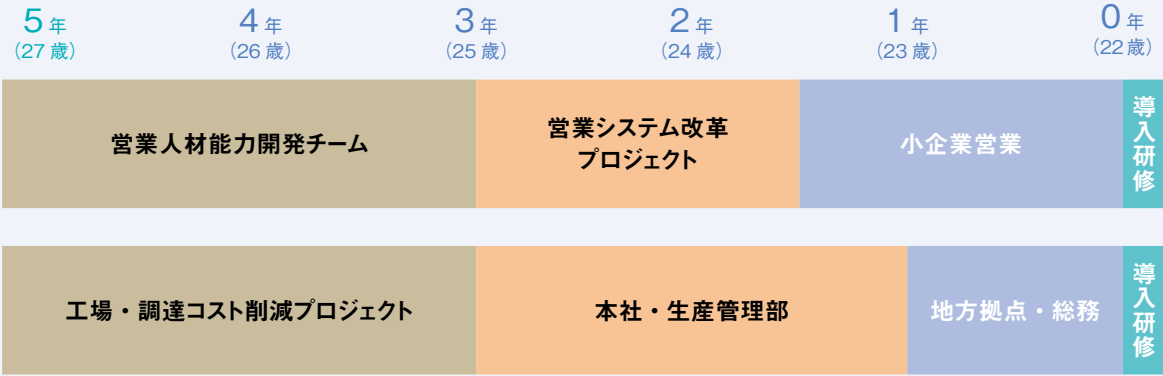 5年 4年 3年 2年 1年 0年
(27歳) (26歳) (25歳) (24歳) (23歳) (22歳)
営業人材能力開発チーム
営業システム改革
プロジェクト
小企業営業
導入研修
工場・調達コスト削減プロジェクト
本社・生産管理部
地方拠点・総務
導入研修